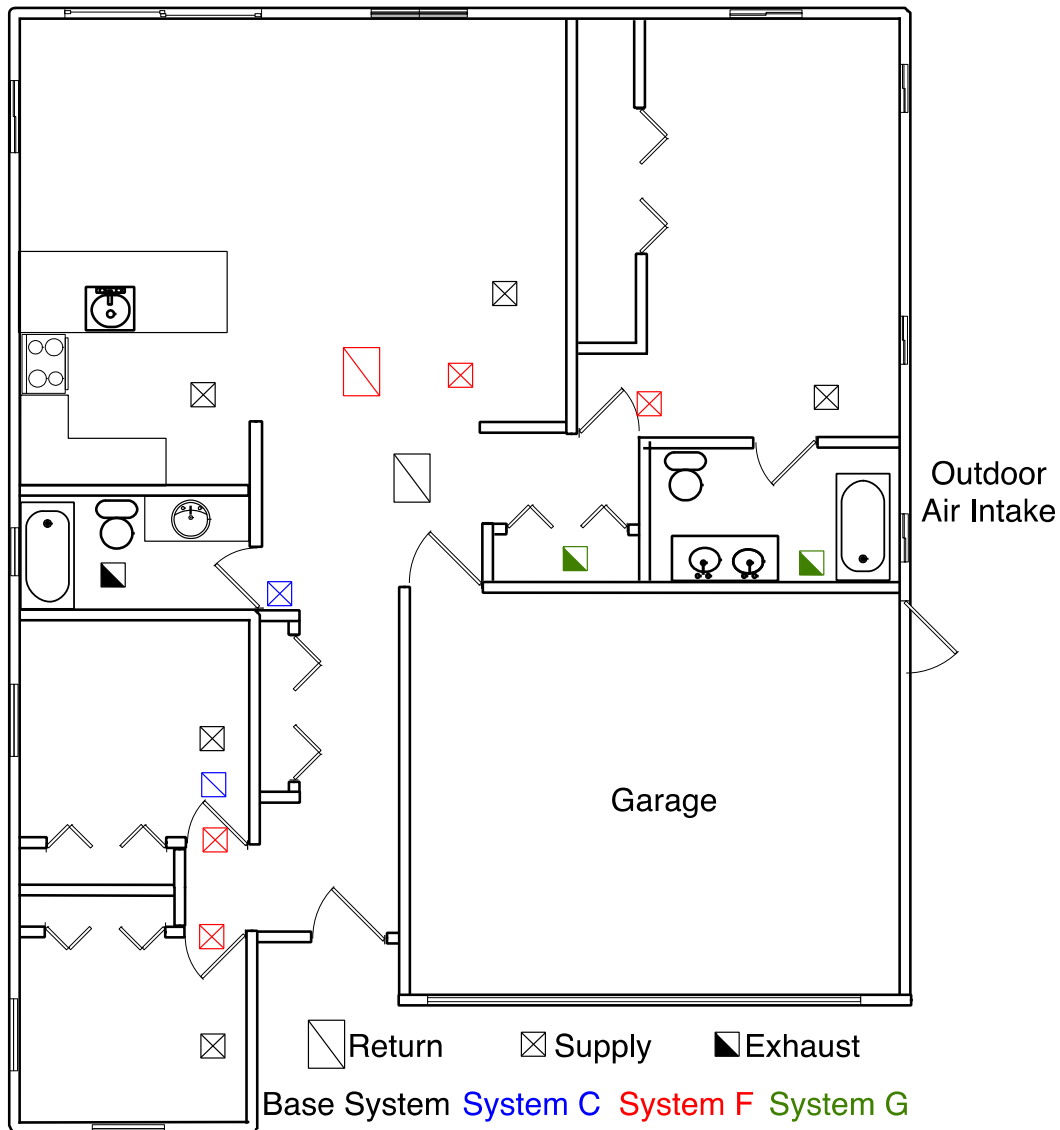 Outdoor
Air Intake
Garage
Return
Supply
Exhaust
Base System
System C
System F
System G